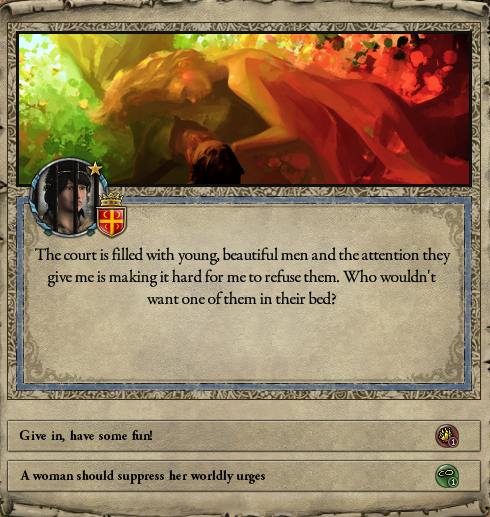 The court is filled with young, beautiful men and the attention they
give me is making it hard for me to refuse them. Who wouldn't
want one of them in their bed?
Give in, have some fun!
1
A woman should suppress her worldly urges
1